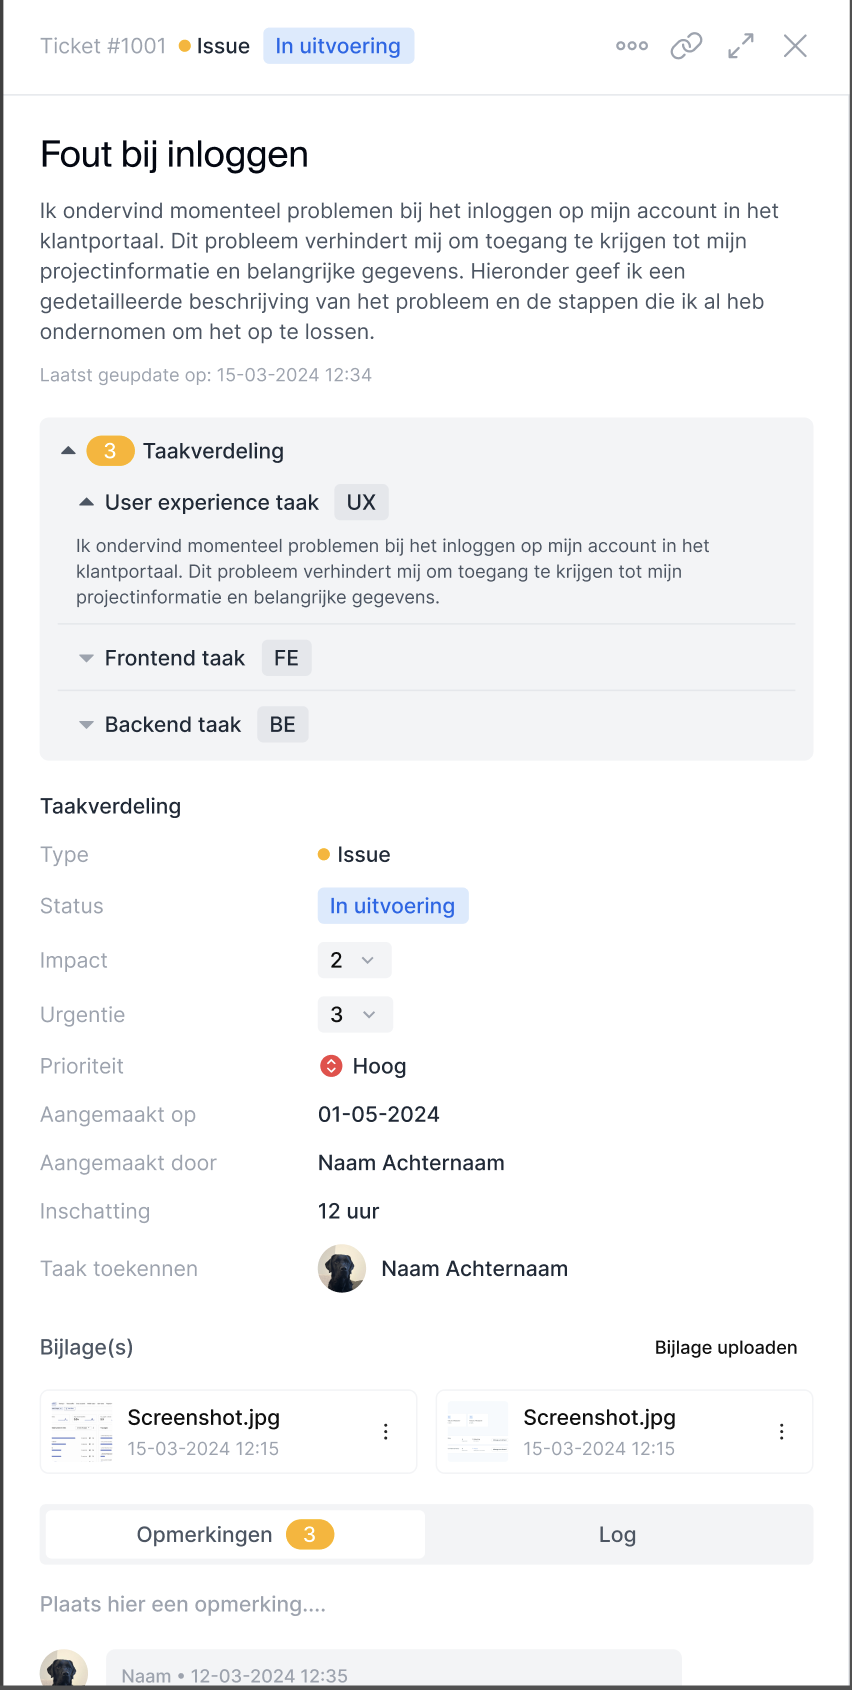 Ticket #1001 Issue In uitvoering
Fout bij inloggen
Ik ondervind momenteel problemen bij het inloggen op mijn account in het
klantportaal. Dit probleem verhindert mij om toegang te krijgen tot mijn
projectinformatie en belangrijke gegevens. Hieronder geef ik een
gedetailleerde beschrijving van het probleem en de stappen die ik al heb
ondernomen om het op te lossen.
Laatst geupdate op: 15-03-2024 12:34
3 Taakverdeling
User experience taak UX
Ik ondervind momenteel problemen bij het inloggen op mijn account in het
klantportaal. Dit probleem verhindert mij om toegang te krijgen tot mijn
projectinformatie en belangrijke gegevens.
Frontend taak FE
Backend taak BE
Taakverdeling
Type Issue
Status In uitvoering
Impact 2
Urgentie 3
Prioriteit Hoog
Aangemaakt op 01-05-2024
Aangemaakt door Naam Achternaam
Inschatting 12 uur
Taak toekennen Naam Achternaam
Bijlage(s) Bijlage uploaden
Screenshot.jpg Screenshot.jpg
15-03-2024 12:15 15-03-2024 12:15
Opmerkingen 3 Log
Plaats hier een opmerking....
Naam • 12-03-2024 12:35